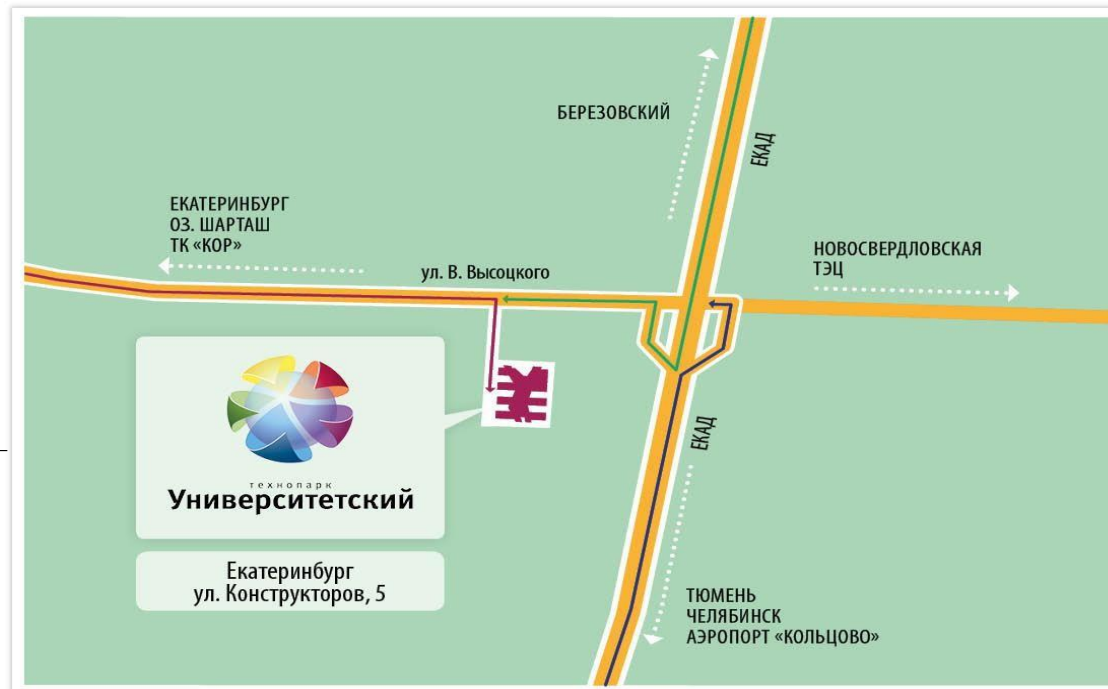 БЕРЕЗОВСКИЙ
ЕКАД
ЕКАТЕРИНБУРГ
ОЗ. ШАРТАШ
ТК «КОР»
НОВОСВЕРДЛОВСКАЯ
ТЭЦ
ул. В. Высоцкого
ЕКАД
технопарк
Университетский
Екатеринбург
ул. Конструкторов, 5
ТЮМЕНЬ
ЧЕЛЯБИНСК
АЭРОПОРТ «КОЛЬЦОВО»